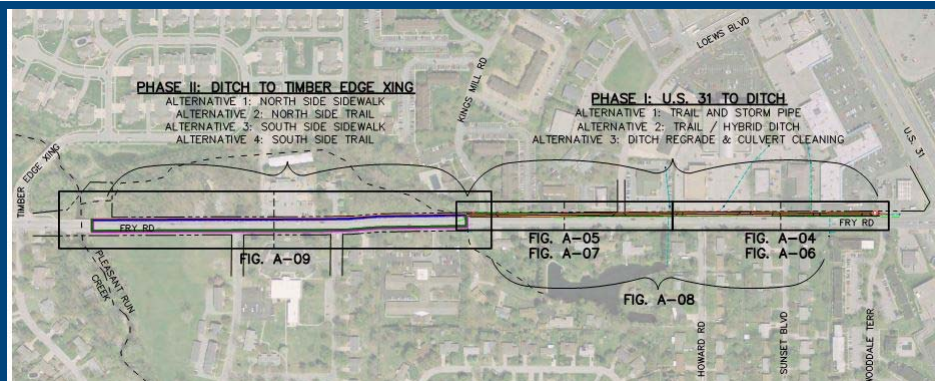 LOEWS BLVD
PHASE II: DITCH TO TIMBER EDGE XING
ALTERNATIVE 1: NORTH SIDE SIDEWALK
ALTERNATIVE 2: NORTH SIDE TRAIL
ALTERNATIVE 3: SOUTH SIDE SIDEWALK
ALTERNATIVE 4: SOUTH SIDE TRAIL
KINGS MILL RD
PHASE I: U.S. 31 TO DITCH
ALTERNATIVE 1: TRAIL AND STORM PIPE
ALTERNATIVE 2: TRAIL / HYBRID DITCH
ALTERNATIVE 3: DITCH REGRADE & CULVERT CLEANING
U.S. 31
TIMBER EDGE XING
FRY RD
FRY RD
FIG. A-09
FIG. A-05
FIG. A-07
FIG. A-04
FIG. A-06
PLEASANT RUN
CREEK
FIG. A-08
HOWARD RD
SUNSET BLVD
WOODDALE TERR